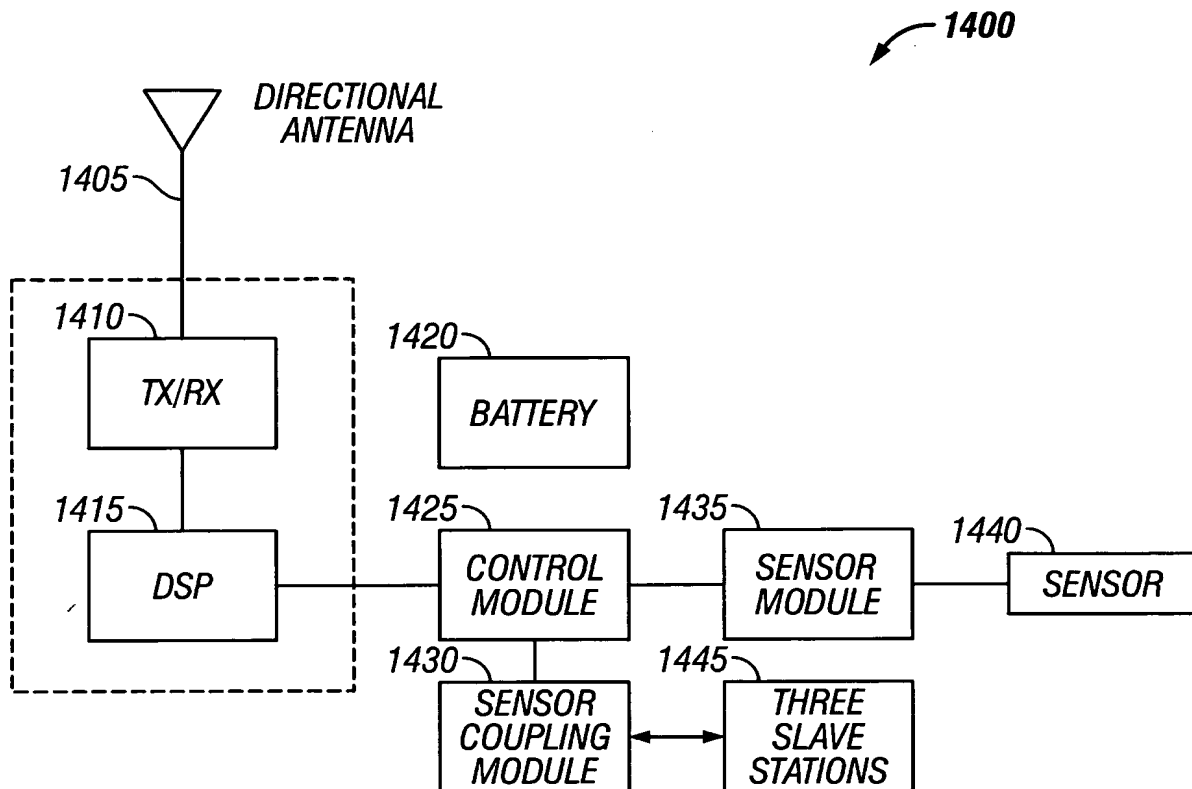 1400
DIRECTIONAL
ANTENNA
1405
1410
TX/RX
1420
BATTERY
1415
DSP
1425
CONTROL
MODULE
1435
SENSOR
MODULE
1440
SENSOR
1430
SENSOR
COUPLING
MODULE
1445
THREE
SLAVE
STATIONS